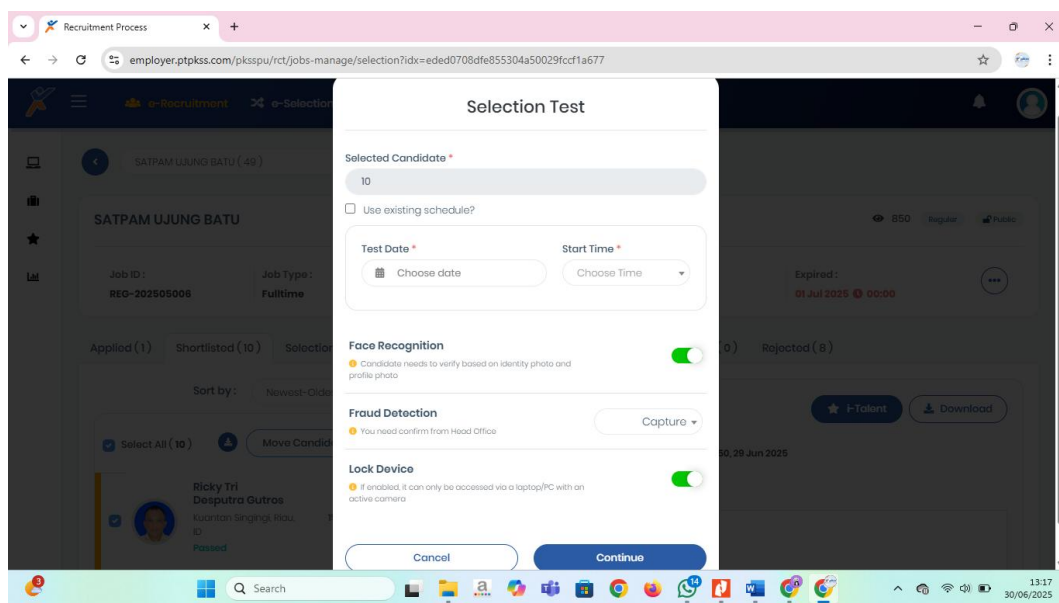 Recruitment Process
employer.ptpkss.com/pksspu/rct/jobs-manage/selection?idx=eded0708dfe855304a50029fccf1a677
e-Recruitment e-Selection
SATPAM UJUNG BATU ( 49 )
SATPAM UJUNG BATU
850 Regular Public
Job ID : Job Type : Expired :
REG-202505006 Fulltime 01 Jul 2025 00:00
Applied ( 1 ) Shortlisted ( 10 ) Selection 0 ) Rejected ( 8 )
Sort by : Newest-Oldes
i-Talent Download
Select All ( 10 ) Move Candid
50, 29 Jun 2025
Ricky Tri
Desputra Gutros
Kuantan Singingi, Riau,
ID
Passed
Selection Test
Selected Candidate *
10
Use existing schedule?
Test Date * Start Time *
Choose date Choose Time
Face Recognition
Candidate needs to verify based on identity photo and
profile photo
Fraud Detection
You need confirm from Head Office
Capture
Lock Device
If enabled, it can only be accessed via a laptop/PC with an
active camera
Cancel Continue
3
Search
14
13:17
30/06/2025